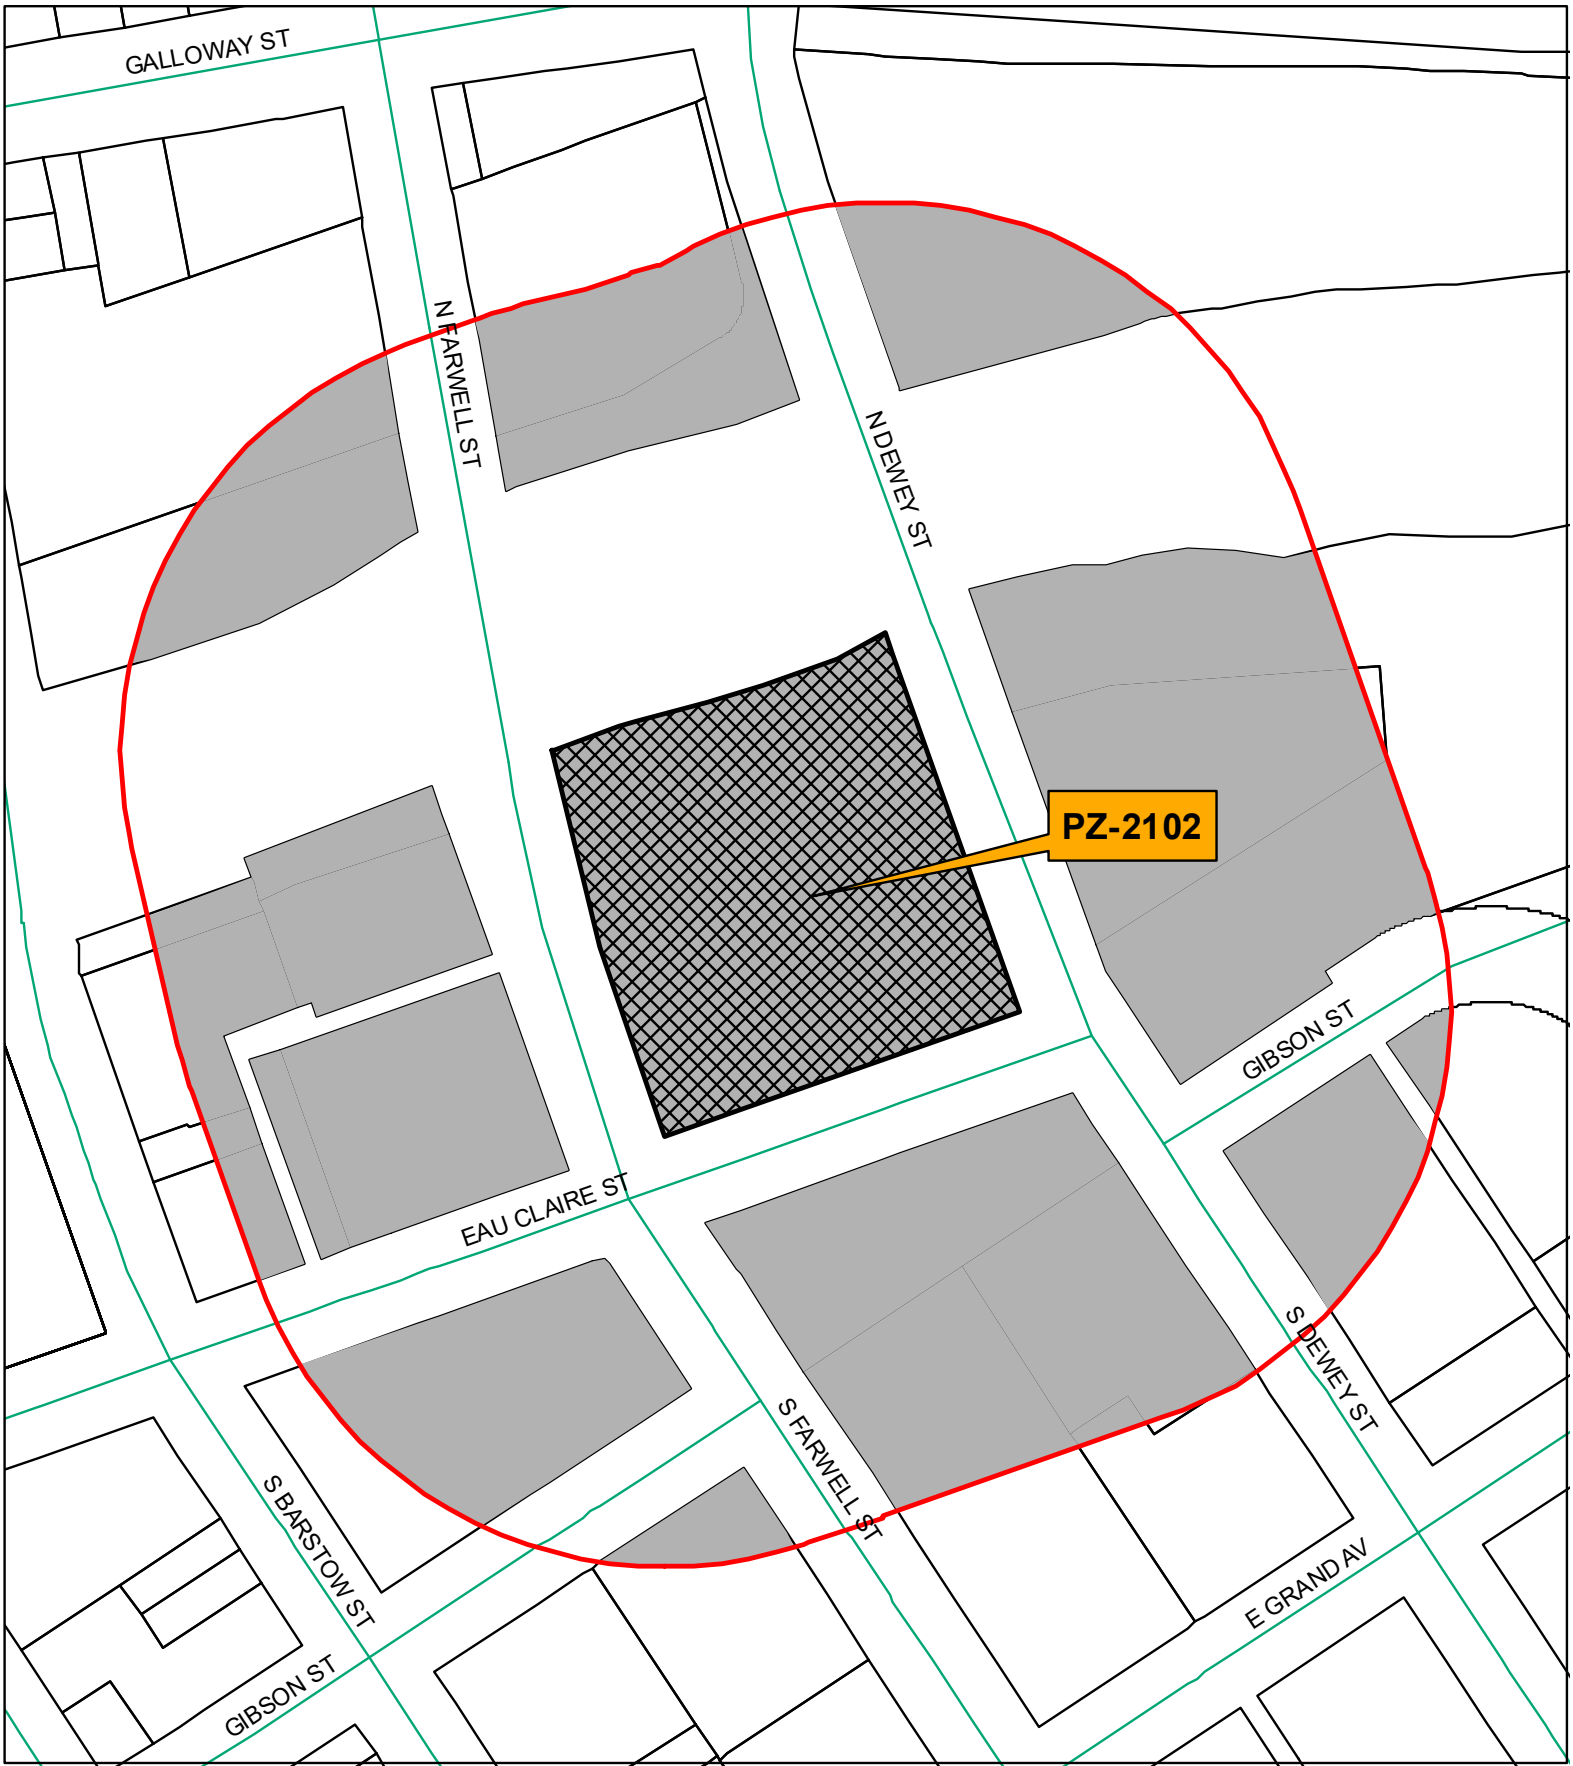 GALLOWAY ST
N FARWELL ST
N DEWEY ST
PZ-2102
GIBSON ST
EAU CLAIRE ST
S DEWEY ST
S FARWELL ST
S BARSTOW ST
E GRAND AV
GIBSON ST